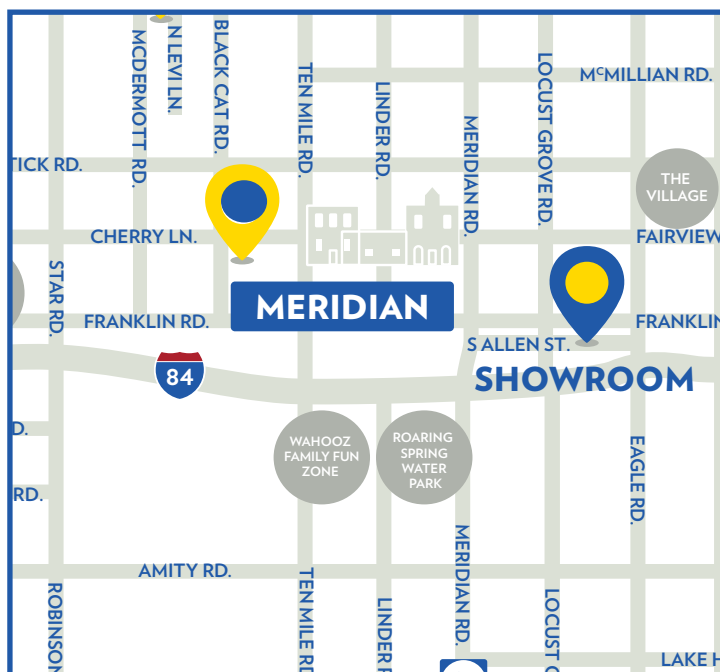 MCDERMOTT RD.
N LEVI LN.
BLACK CAT RD.
TEN MILE RD.
LINDER RD.
MERIDIAN RD.
LOCUST GROVE RD.
MCMILLIAN RD.
TICK RD.
THE
VILLAGE
CHERRY LN.
FAIRVIEW
STAR RD.
MERIDIAN
FRANKLIN RD.
FRANKLIN
S ALLEN ST.
84
SHOWROOM
D.
WAHOOZ
FAMILY FUN
ZONE
ROARING
SPRING
WATER
PARK
EAGLE RD.
RD.
MERIDIAN RD.
AMITY RD.
ROBINSON
TEN MILE RD
LINDER
LOCUST
LAKE H